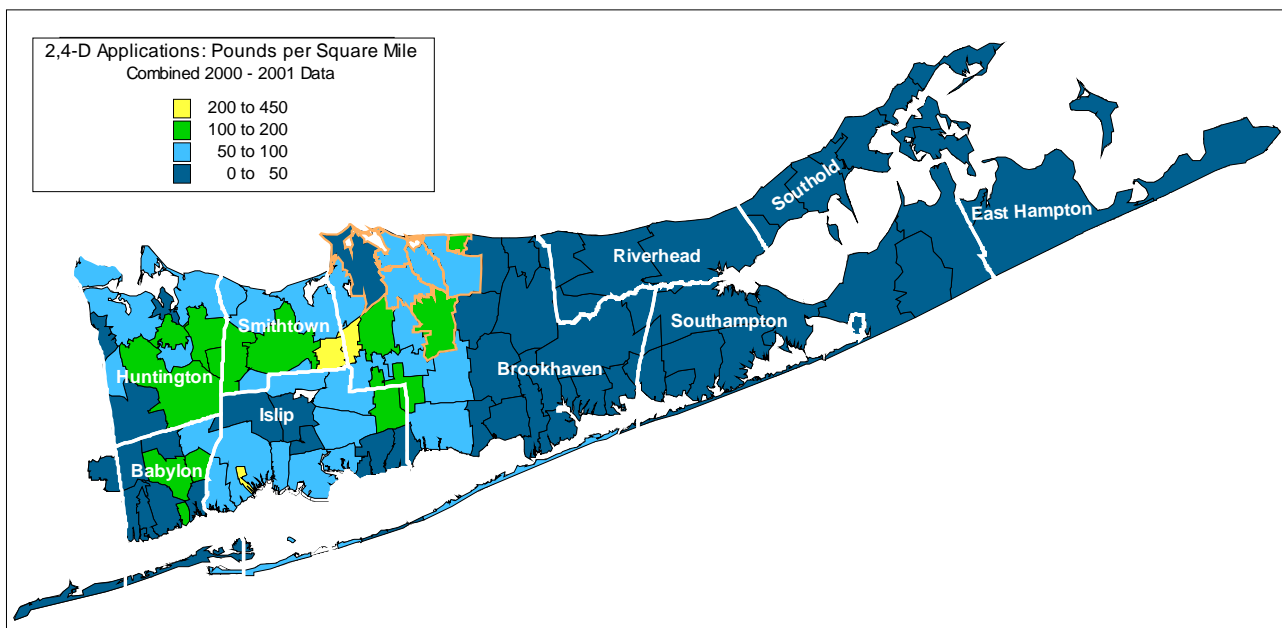 2,4-D Applications: Pounds per Square Mile
Combined 2000 - 2001 Data
200 to 450
100 to 200
50 to 100
0 to 50
Southold
East Hampton
Riverhead
Smithtown
Southampton
Huntington
Brookhaven
Islip
Babylon